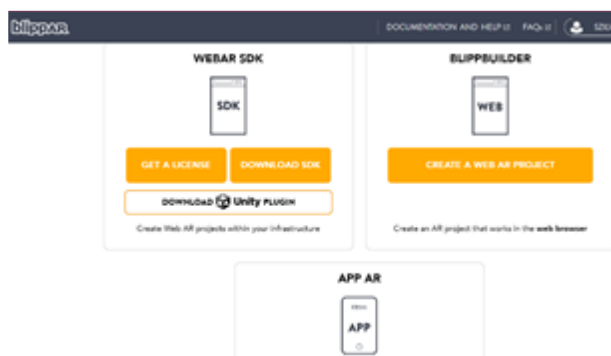 blippAR
DOCUMENTATION AND HELP
FAQs
WEBAR SDK
SDK
GET A LICENSE
DOWNLOAD SDK
DOWNLOAD Unity PLUGIN
Create Web AR projects within your infrastructure
BLIPPBUILDER
WEB
CREATE A WEB AR PROJECT
Create an AR project that works in the web browser
APP AR
APP